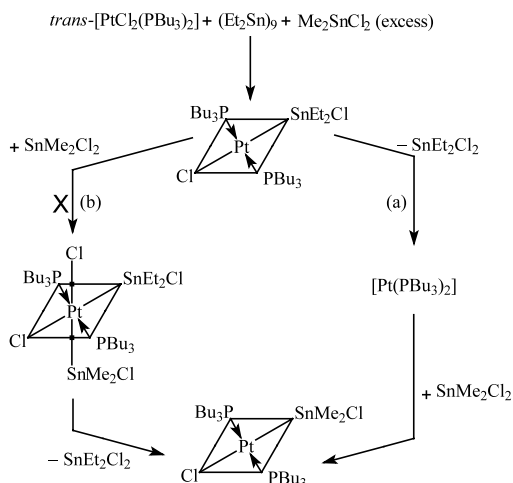 trans-[PtCl₂(PBu₃)₂] + (Et₂Sn)₉ + Me₂SnCl₂ (excess)
Bu₃P SnEt₂Cl
+ SnMe₂Cl₂
– SnEt₂Cl₂
Pt
Cl PBu₃
X (b)
(a)
Cl
Bu₃P SnEt₂Cl
[Pt(PBu₃)₂]
Pt
Cl PBu₃
SnMe₂Cl
+ SnMe₂Cl₂
Bu₃P SnMe₂Cl
Pt
– SnEt₂Cl₂
Cl PBu₃